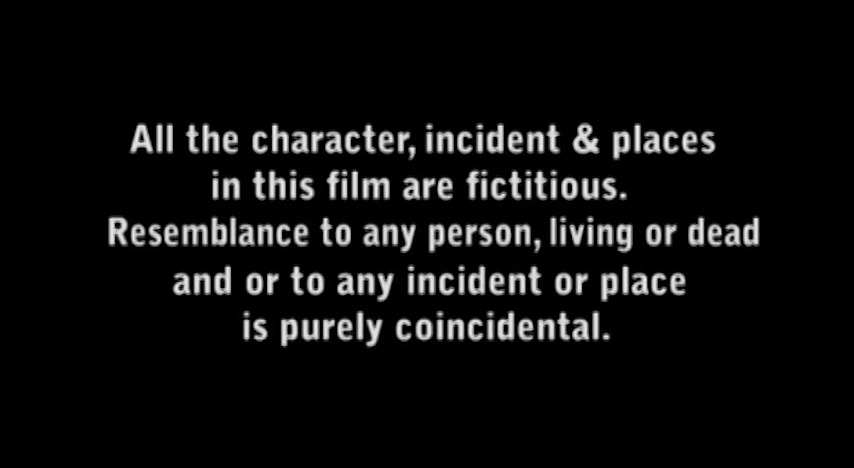 All the character, incident & places
in this film are fictitious.
Resemblance to any person, living or dead
and or to any incident or place
is purely coincidental.